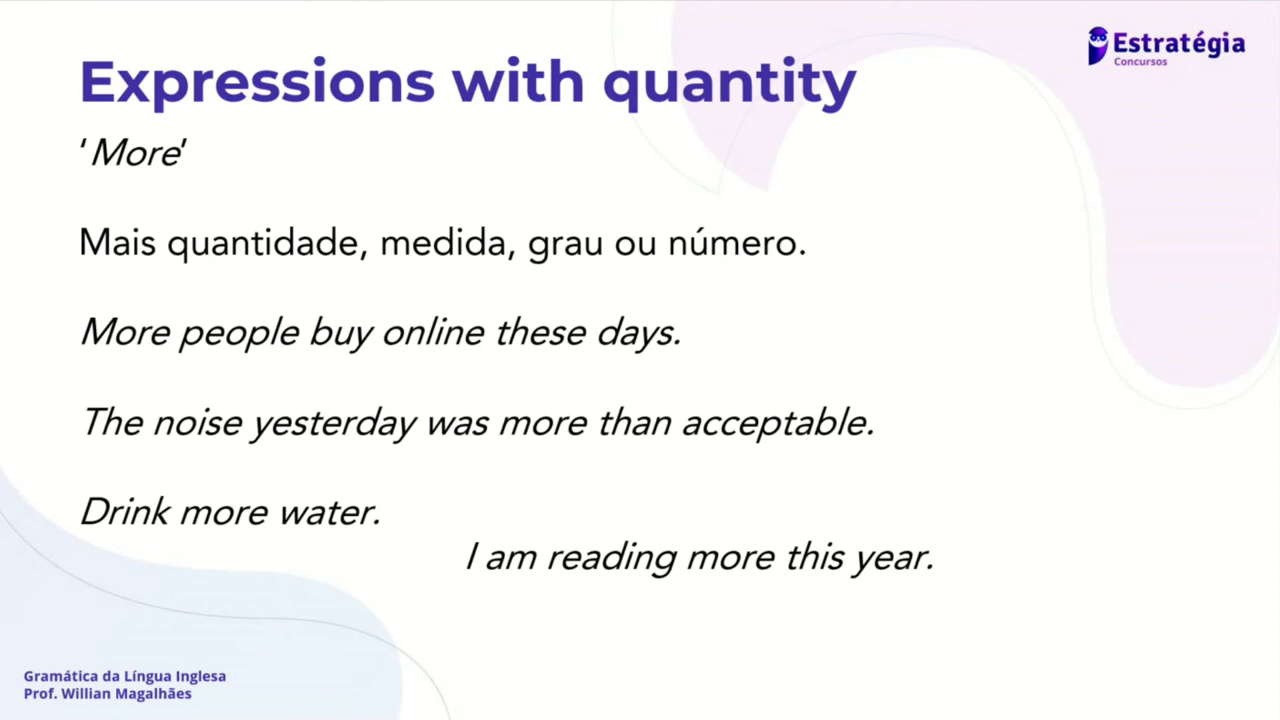 Estratégia
Concursos
Expressions with quantity
‘More’
Mais quantidade, medida, grau ou número.
More people buy online these days.
The noise yesterday was more than acceptable.
Drink more water.
I am reading more this year.
Gramática da Língua Inglesa
Prof. Willian Magalhães